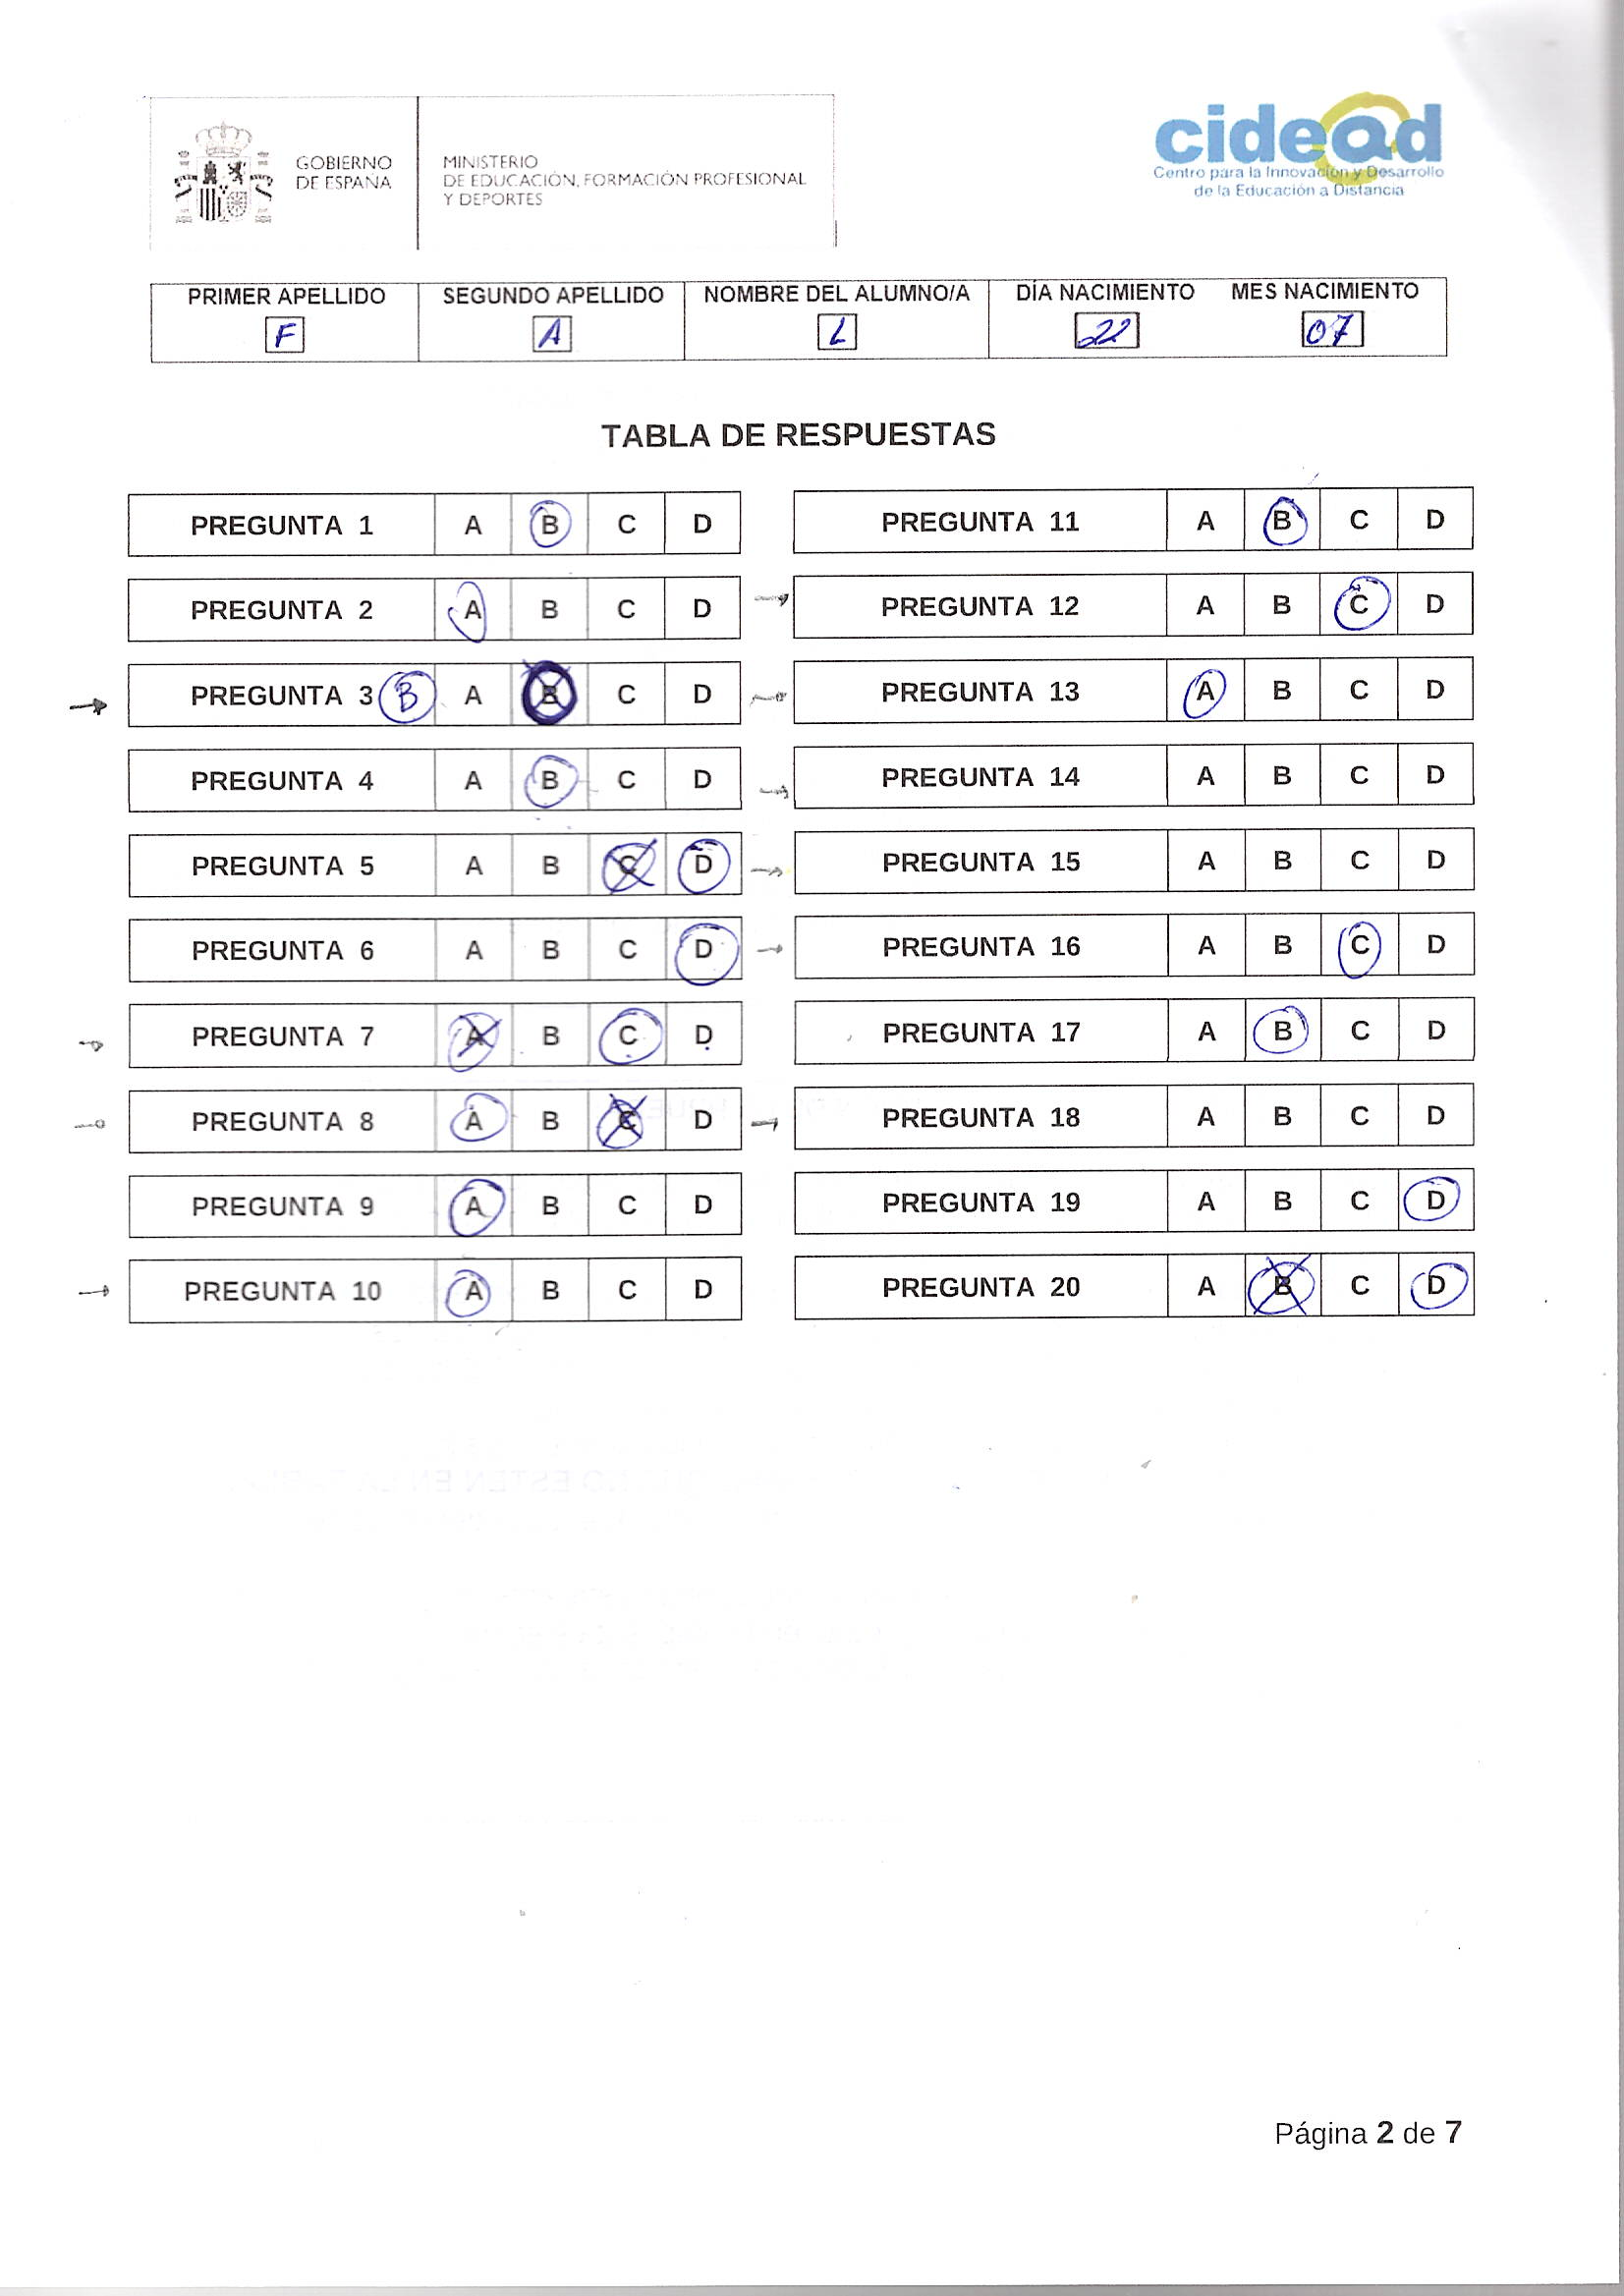 GOBIERNO
DE ESPAÑA
MINISTERIO
DE EDUCACIÓN, FORMACIÓN PROFESIONAL
Y DEPORTES
cidead
Centro para la Innovación y Desarrollo
de la Educación a Distancia
PRIMER APELLIDO SEGUNDO APELLIDO NOMBRE DEL ALUMNO/A DÍA NACIMIENTO MES NACIMIENTO
F A L 22 07
TABLA DE RESPUESTAS
PREGUNTA 1 A B C D
PREGUNTA 2 A B C D
PREGUNTA 3 B A B C D
PREGUNTA 4 A B C D
PREGUNTA 5 A B C D
PREGUNTA 6 A B C D
PREGUNTA 7 A B C D
PREGUNTA 8 A B C D
PREGUNTA 9 A B C D
PREGUNTA 10 A B C D
PREGUNTA 11 A B C D
PREGUNTA 12 A B C D
PREGUNTA 13 A B C D
PREGUNTA 14 A B C D
PREGUNTA 15 A B C D
PREGUNTA 16 A B C D
PREGUNTA 17 A B C D
PREGUNTA 18 A B C D
PREGUNTA 19 A B C D
PREGUNTA 20 A B C D
Página 2 de 7